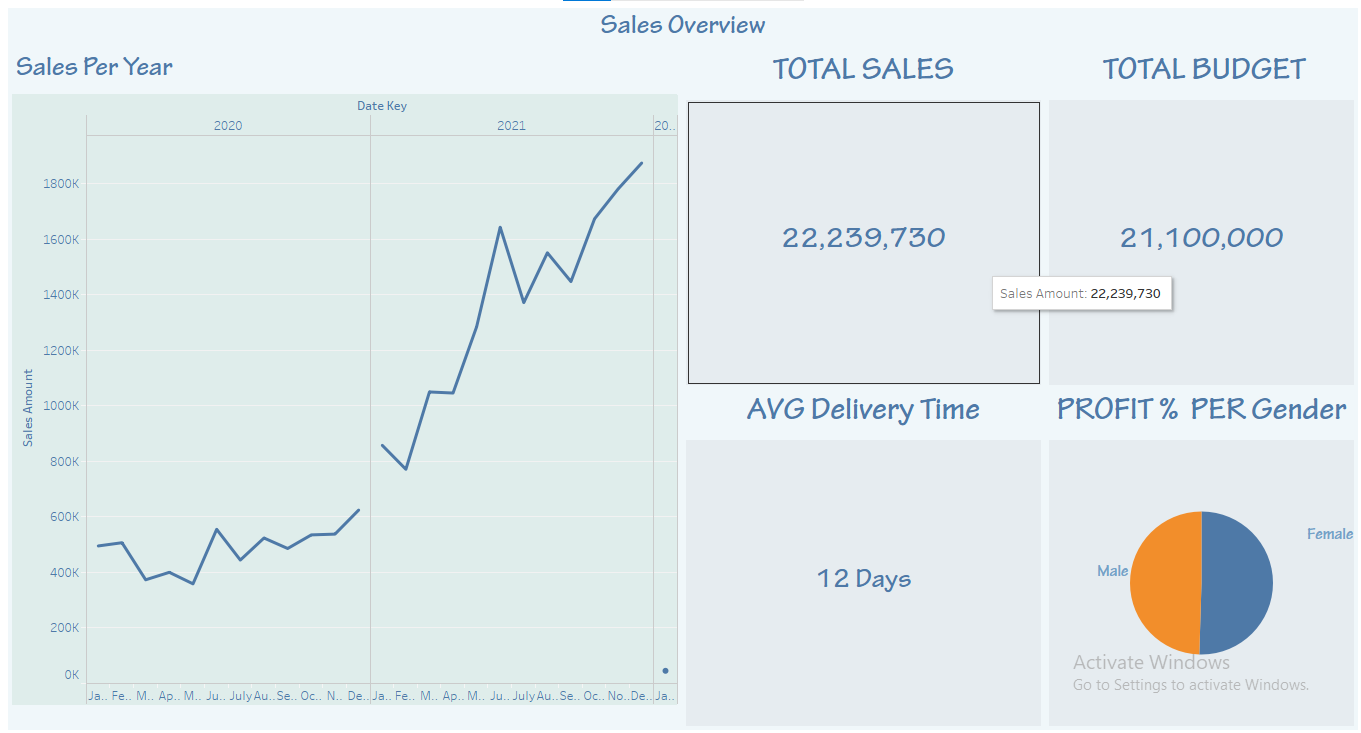 Sales Overview
Sales Per Year
TOTAL SALES
TOTAL BUDGET
Date Key
2020
2021
20..
1800K
1600K
1400K
1200K
1000K
800K
600K
400K
200K
0K
Sales Amount
Ja.. Fe.. M.. Ap.. M.. Ju.. July Au.. Se.. Oc.. N.. De.. Ja.. Fe.. M.. Ap.. M.. Ju.. July Au.. Se.. Oc.. No.. De.. Ja..
22,239,730
21,100,000
Sales Amount: 22,239,730
AVG Delivery Time
PROFIT % PER Gender
12 Days
Female
Male
Activate Windows
Go to Settings to activate Windows.